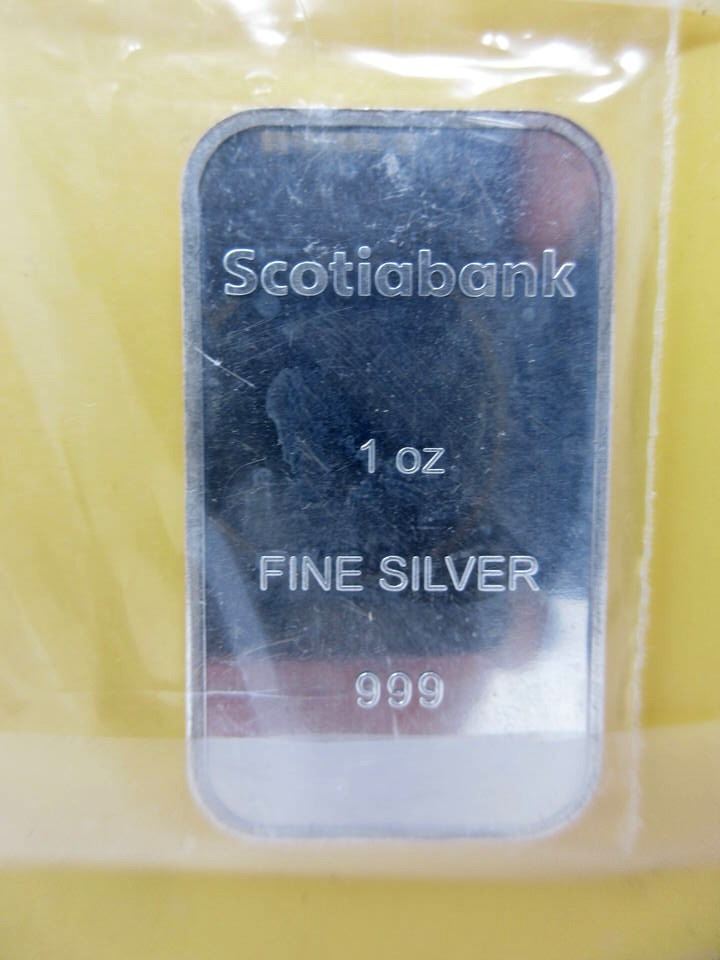 Scotiabank
1 oz
FINE SILVER
999